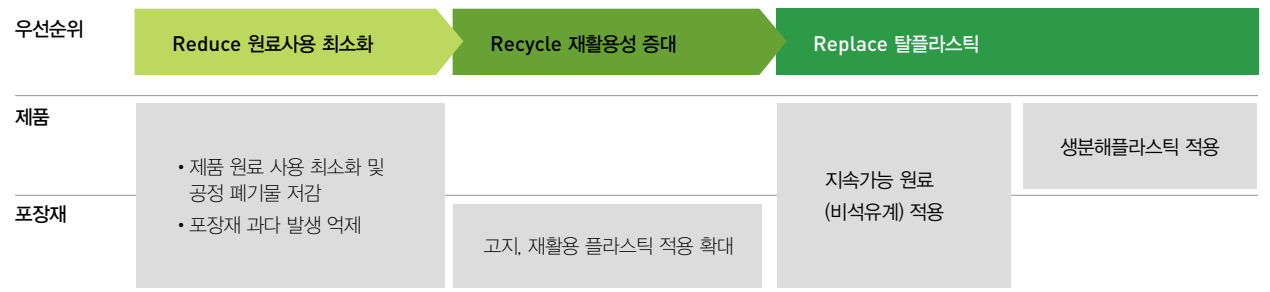 우선순위
Reduce 원료사용 최소화
Recycle 재활용성 증대
Replace 탈플라스틱
제품
• 제품 원료 사용 최소화 및
공정 폐기물 저감
• 포장재 과다 발생 억제
지속가능 원료
(비석유계) 적용
생분해플라스틱 적용
포장재
고지, 재활용 플라스틱 적용 확대